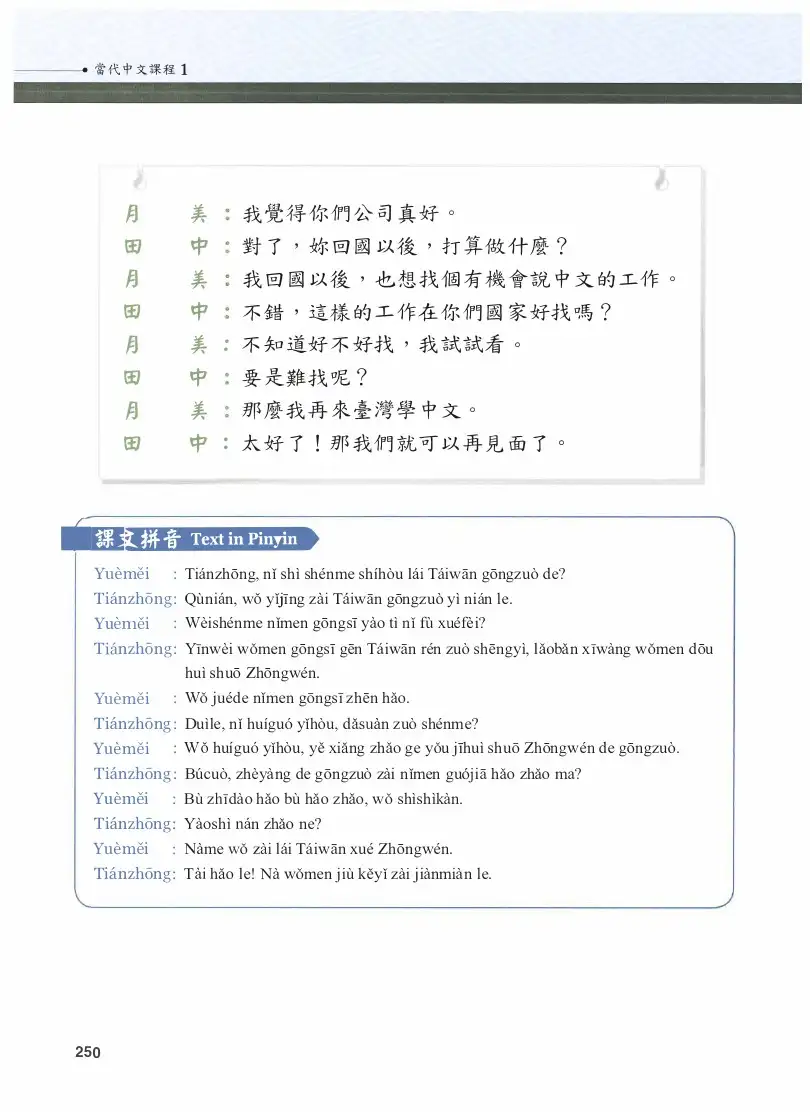 當代中文課程 1
月美：我覺得你們公司真好。
田中：對了，妳回國以後，打算做什麼？
月美：我回國以後，也想找個有機會說中文的工作。
田中：不錯，這樣的工作在你們國家好找嗎？
月美：不知道好不好找，我試試看。
田中：要是難找呢？
月美：那麼我再來臺灣學中文。
田中：太好了！那我們就可以再見面了。
課文拼音 Text in Pinyin
Yuèměi : Tiánzhōng, nǐ shì shénme shíhòu lái Táiwān gōngzuò de?
Tiánzhōng: Qùnián, wǒ yǐjīng zài Táiwān gōngzuò yì nián le.
Yuèměi : Wèishénme nǐmen gōngsī yào tì nǐ fù xuéfèi?
Tiánzhōng: Yīnwèi wǒmen gōngsī gēn Táiwān rén zuò shēngyì, lǎobǎn xīwàng wǒmen dōu
huì shuō Zhōngwén.
Yuèměi : Wǒ juéde nǐmen gōngsī zhēn hǎo.
Tiánzhōng: Duìle, nǐ huíguó yǐhòu, dǎsuàn zuò shénme?
Yuèměi : Wǒ huíguó yǐhòu, yě xiǎng zhǎo ge yǒu jīhuì shuō Zhōngwén de gōngzuò.
Tiánzhōng: Búcuò, zhèyàng de gōngzuò zài nǐmen guójiā hǎo zhǎo ma?
Yuèměi : Bù zhīdào hǎo bù hǎo zhǎo, wǒ shìshìkàn.
Tiánzhōng: Yàoshì nán zhǎo ne?
Yuèměi : Nàme wǒ zài lái Táiwān xué Zhōngwén.
Tiánzhōng: Tài hǎo le! Nà wǒmen jiù kěyǐ zài jiànmiàn le.
250